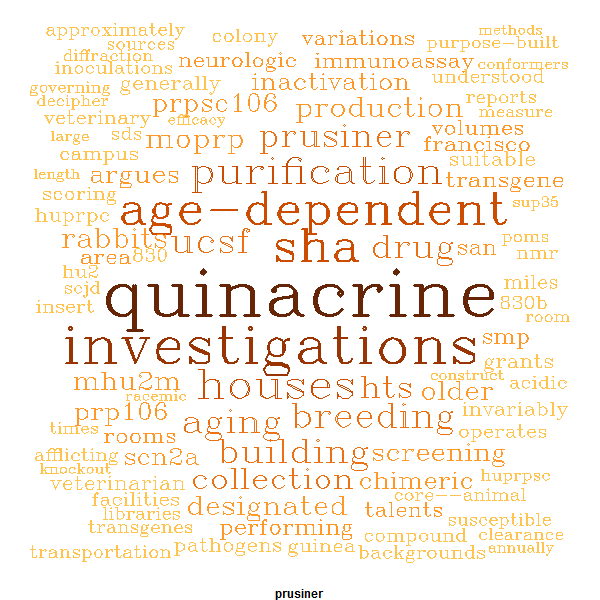 approximately
sources
colony
variations
methods
purpose-built
diffraction
inoculations
neurologic
immunoassay
conformers
understood
governing
generally
inactivation
decipher
efficacy
prpsc106
production
reports
measure
veterinary
large
sds
moprp
prusiner
volumes
francisco
campus
length
argues
purification
suitable
transgene
scoring
huprpc
age-dependent
sup35
rabbits
ucsf
sha
drug
san
poms
nmr
area
830
hu2
scjd
quinacrine
miles
830b
insert
room
investigations
smp
grants
mhu2m
racemic
houses
hts
older
construct
acidic
prp106
aging
breeding
invariably
times
rooms
operates
afflicting
scn2a
building
screening
knockout
veterinarian
collection
chimeric
huprpsc
facilities
core--animal
libraries
designated
talents
transgenes
performing
susceptible
compound
clearance
transportation
pathogens
guinea
backgrounds
annually
prusiner